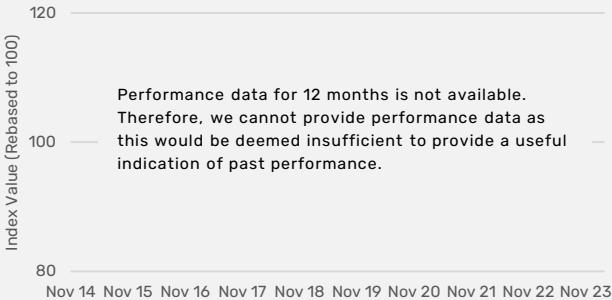 120
Index Value (Rebased to 100)
Performance data for 12 months is not available.
Therefore, we cannot provide performance data as
100
this would be deemed insufficient to provide a useful
indication of past performance.
80
Nov 14 Nov 15 Nov 16 Nov 17 Nov 18 Nov 19 Nov 20 Nov 21 Nov 22 Nov 23